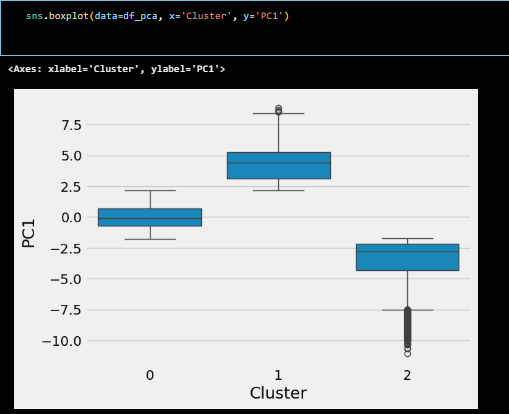 sns.boxplot(data=df_pca, x='Cluster', y='PC1')
<Axes: xlabel='Cluster', ylabel='PC1'>
7.5
5.0
2.5
0.0
−2.5
−5.0
−7.5
−10.0
PC1
0 1 2
Cluster